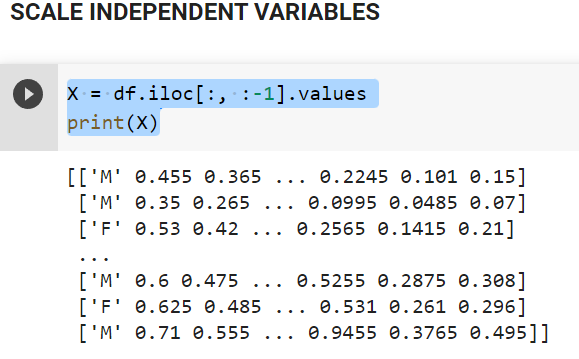 SCALE INDEPENDENT VARIABLES
X = df.iloc[:, :-1].values
print(X)
[['M' 0.455 0.365 ... 0.2245 0.101 0.15]
['M' 0.35 0.265 ... 0.0995 0.0485 0.07]
['F' 0.53 0.42 ... 0.2565 0.1415 0.21]
...
['M' 0.6 0.475 ... 0.5255 0.2875 0.308]
['F' 0.625 0.485 ... 0.531 0.261 0.296]
['M' 0.71 0.555 ... 0.9455 0.3765 0.495]]